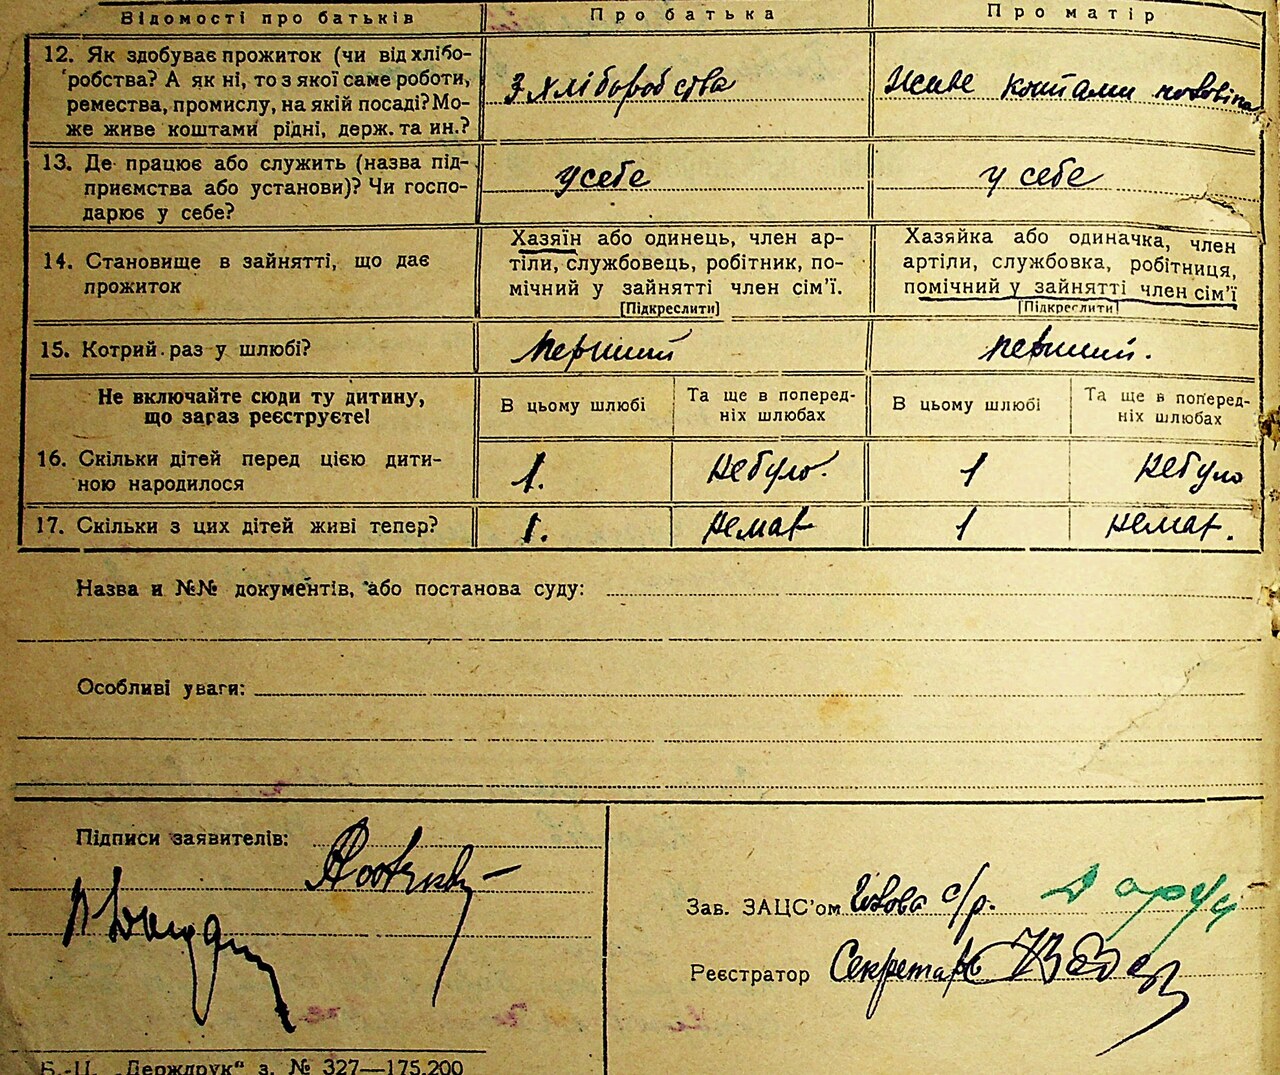 Відомості про батьків Про батька Про матір
12. Як здобуває прожиток (чи від хлібо-
робства? А як ні, то з якої саме роботи,
ремества, промислу, на якій посаді? Мо-
же живе коштами рідні, держ. та ин.?
З хліборобства
Живе коштами чоловіка
13. Де працює або служить (назва під-
приємства або установи)? Чи госпо-
дарює у себе?
у себе
у себе
14. Становище в зайнятті, що дає
прожиток
Хазяїн або одинець, член ар-
тіли, службовець, робітник, по-
мічний у зайнятті член сім'ї.
[Підкреслити]
Хазяйка або одиначка, член
артіли, службовка, робітниця,
помічний у зайнятті член сім'ї
[Підкреслити]
15. Котрий раз у шлюбі? перший перший.
Не включайте сюди ту дитину,
що зараз реєструєте!
В цьому шлюбі
Та ще в поперед-
ніх шлюбах
В цьому шлюбі
Та ще в поперед-
ніх шлюбах
16. Скільки дітей перед цією дити-
ною народилося
1. небуло. 1 небуло
17. Скільки з цих дітей живі тепер? 1. немає 1 немає.
Назва и №№ документів, або постанова суду:
Особливі уваги:
Підписи заявителів:
Зав. ЗАЦС'ом Голова с/р.
Реєстратор Секретарь
Б.-Ц. „Держдрук“ з. № 327—175.200